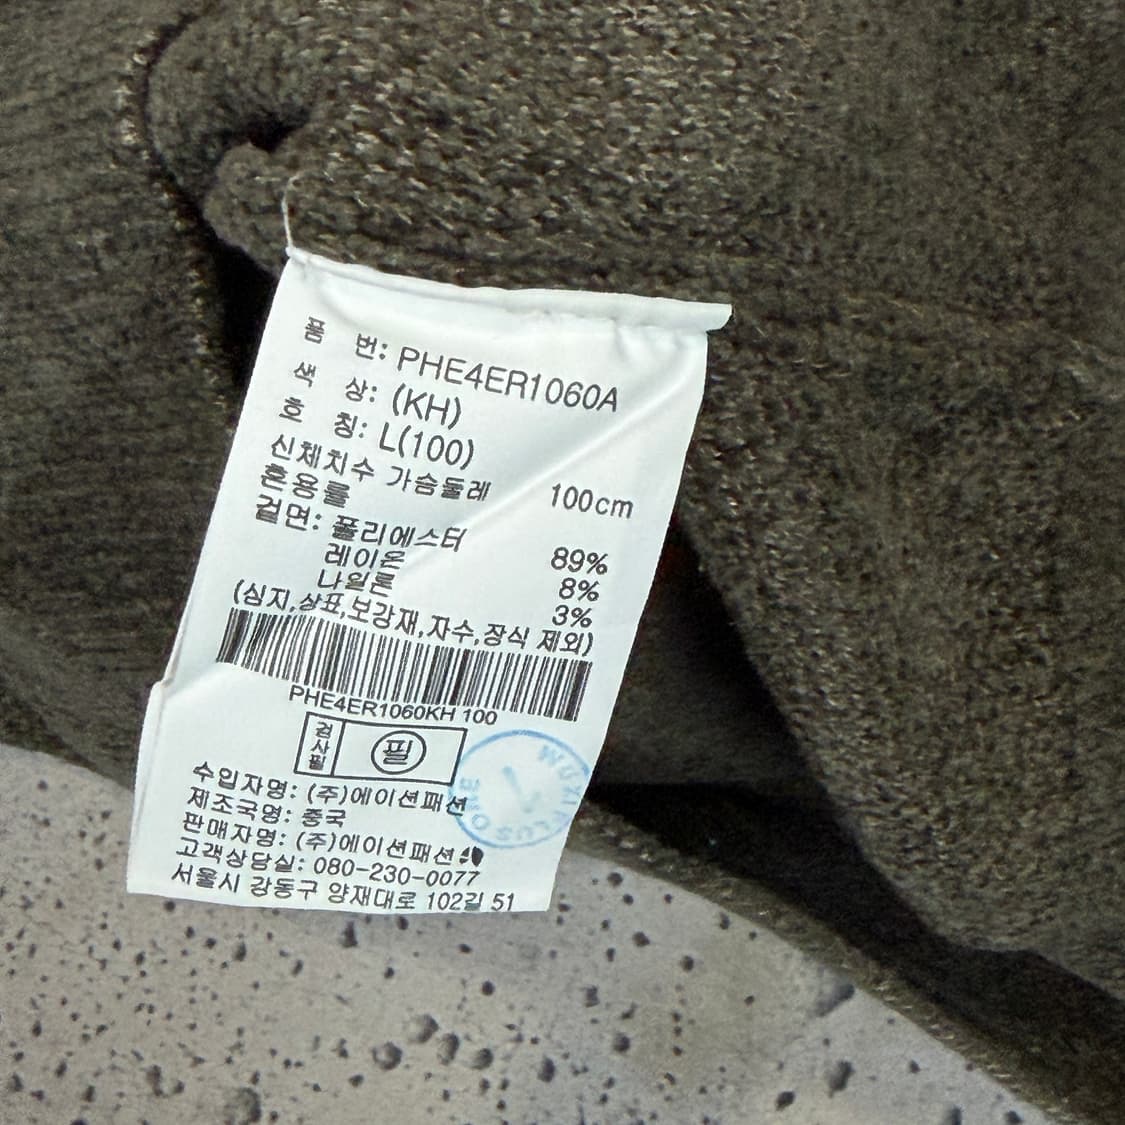 품 번: PHE4ER1060A
색 상: (KH)
호 칭: L(100)
신체치수 가슴둘레 100cm
혼용률
겉면: 폴리에스터 89%
레이온 8%
나일론 3%
(심지,상표,보강재,자수,장식 제외)
PHE4ER1060KH 100
검사필 필
수입자명: (주)에이션패션
제조국명: 중국
판매자명: (주)에이션패션
고객상담실: 080-230-0077
서울시 강동구 양재대로 102길 51
WUXI PLUS